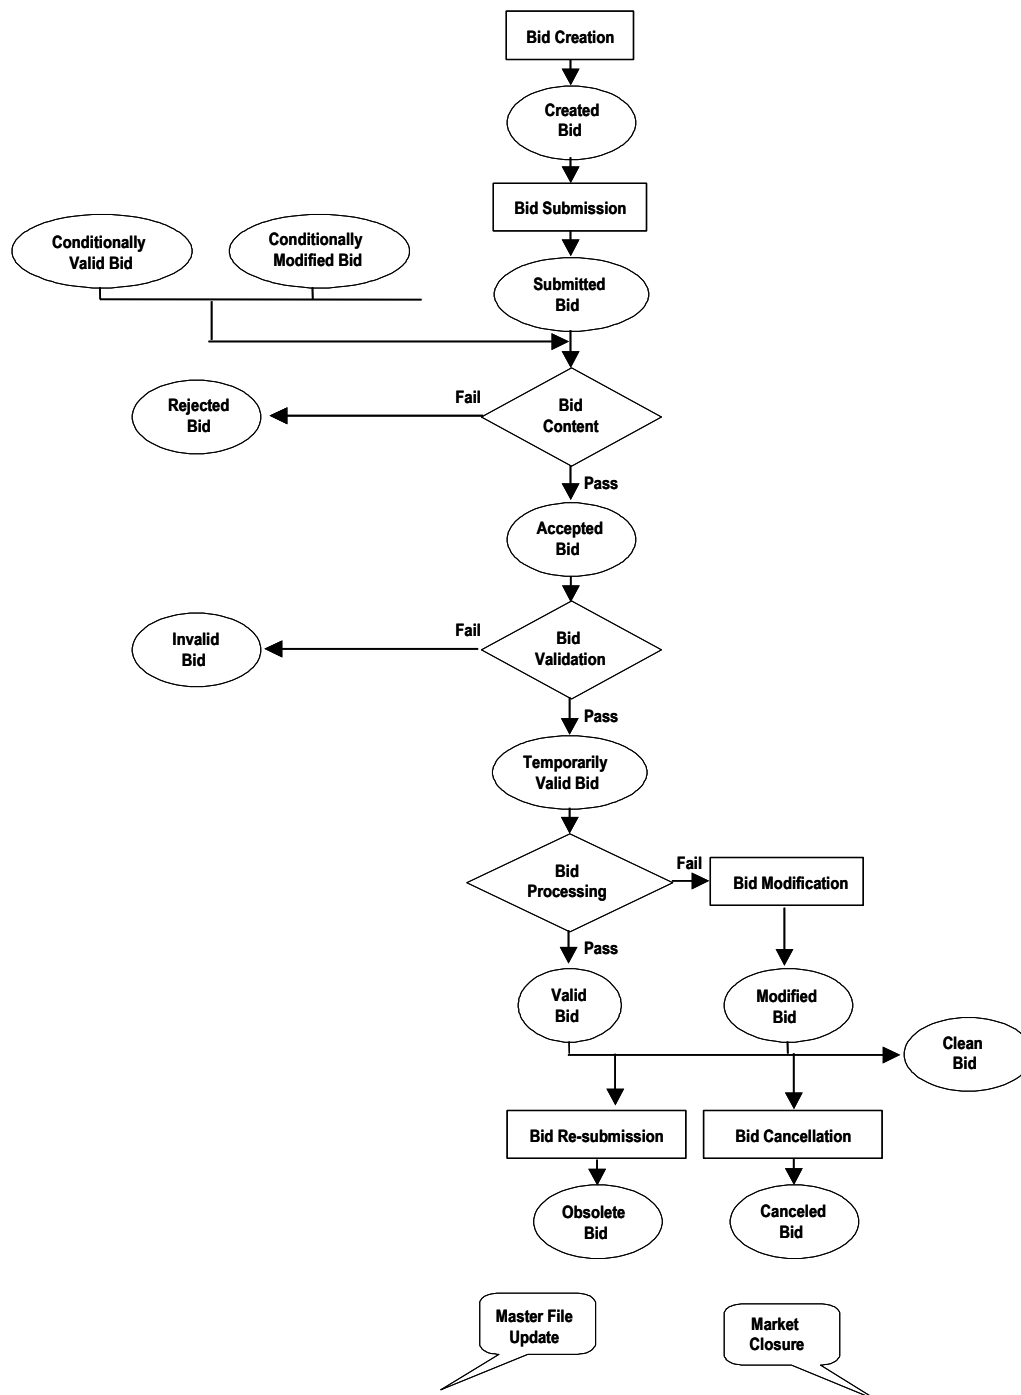 Bid Creation
Created
Bid
Bid Submission
Conditionally
Valid Bid
Conditionally
Modified Bid
Submitted
Bid
Rejected
Bid
Fail
Bid
Content
Pass
Accepted
Bid
Invalid
Bid
Fail
Bid
Validation
Pass
Temporarily
Valid Bid
Bid
Processing
Fail
Bid Modification
Pass
Valid
Bid
Modified
Bid
Clean
Bid
Bid Re-submission
Bid Cancellation
Obsolete
Bid
Canceled
Bid
Master File
Update
Market
Closure